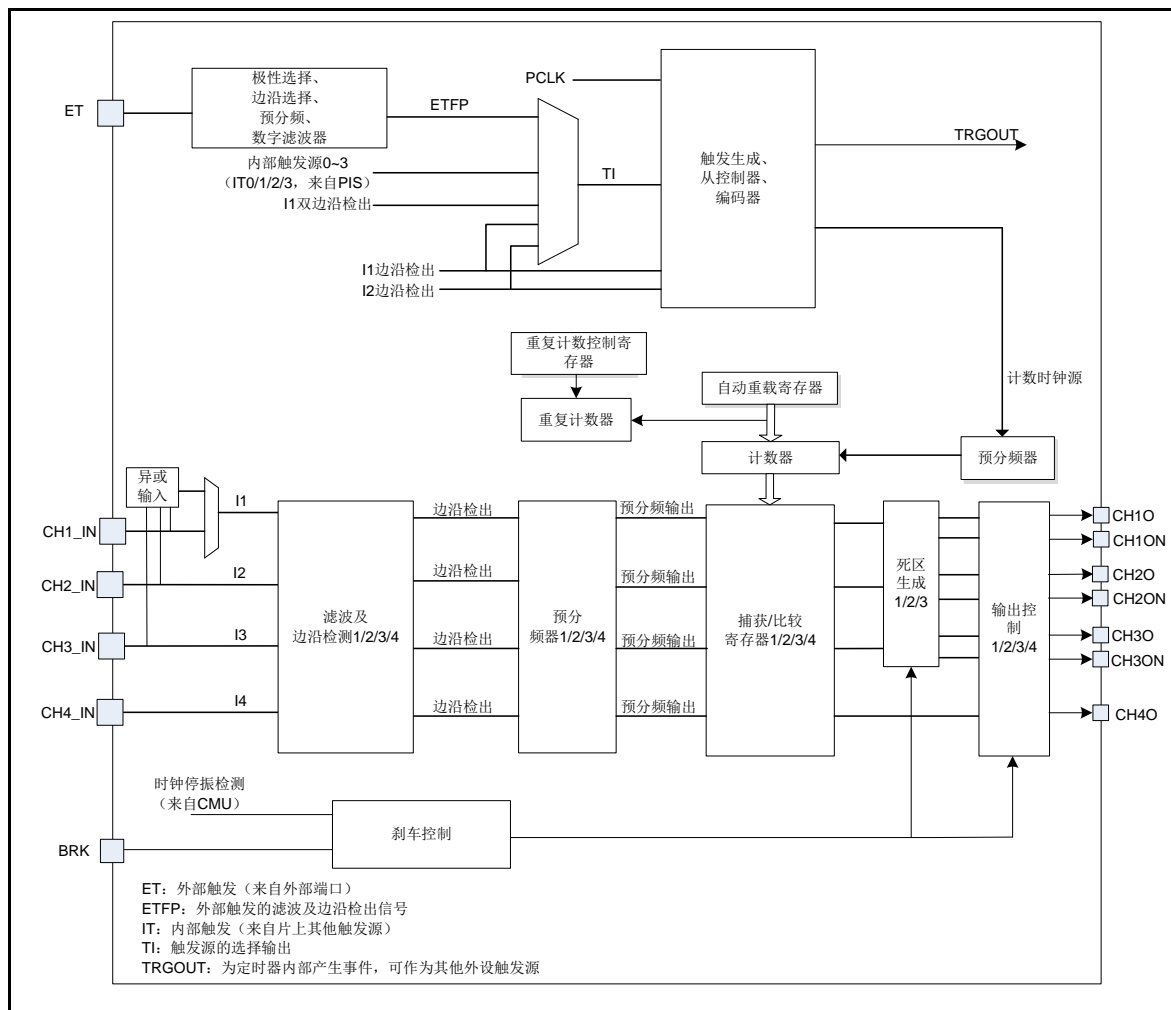 极性选择、
边沿选择、
预分频、
数字滤波器
ET
ETFP
PCLK
内部触发源0~3
（IT0/1/2/3，来自PIS）
I1双边沿检出
TI
触发生成、
从控制器、
编码器
TRGOUT
I1边沿检出
I2边沿检出
重复计数控制寄
存器
自动重载寄存器
计数时钟源
重复计数器
计数器
预分频器
异或
输入
I1
CH1_IN
I2
CH2_IN
I3
CH3_IN
I4
CH4_IN
滤波及
边沿检测1/2/3/4
边沿检出
边沿检出
边沿检出
边沿检出
预分
频器1/2/3/4
预分频输出
预分频输出
预分频输出
预分频输出
捕获/比较
寄存器1/2/3/4
死区
生成
1/2/3
输出控
制
1/2/3/4
CH1O
CH1ON
CH2O
CH2ON
CH3O
CH3ON
CH4O
时钟停振检测
（来自CMU）
BRK
刹车控制
ET：外部触发（来自外部端口）
ETFP：外部触发的滤波及边沿检出信号
IT：内部触发（来自片上其他触发源）
TI：触发源的选择输出
TRGOUT：为定时器内部产生事件，可作为其他外设触发源